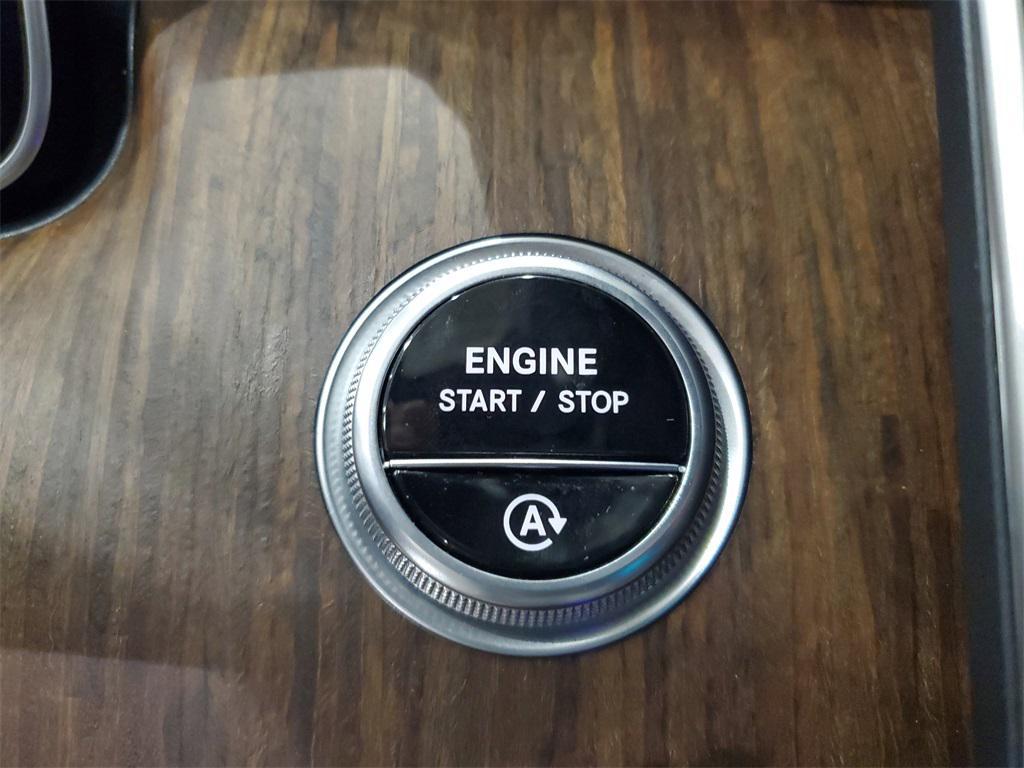 ENGINE
START / STOP
A